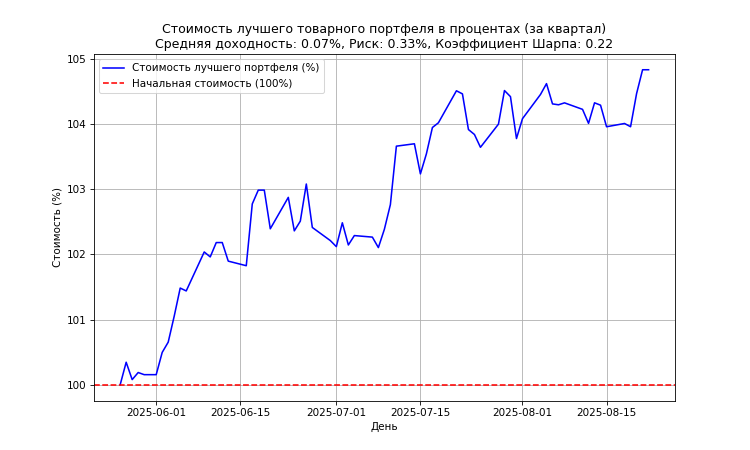 Стоимость лучшего товарного портфеля в процентах (за квартал)
Средняя доходность: 0.07%, Риск: 0.33%, Коэффициент Шарпа: 0.22
Стоимость лучшего портфеля (%)
Начальная стоимость (100%)
Стоимость (%)
105
104
103
102
101
100
2025-06-01
2025-06-15
2025-07-01
2025-07-15
2025-08-01
2025-08-15
День